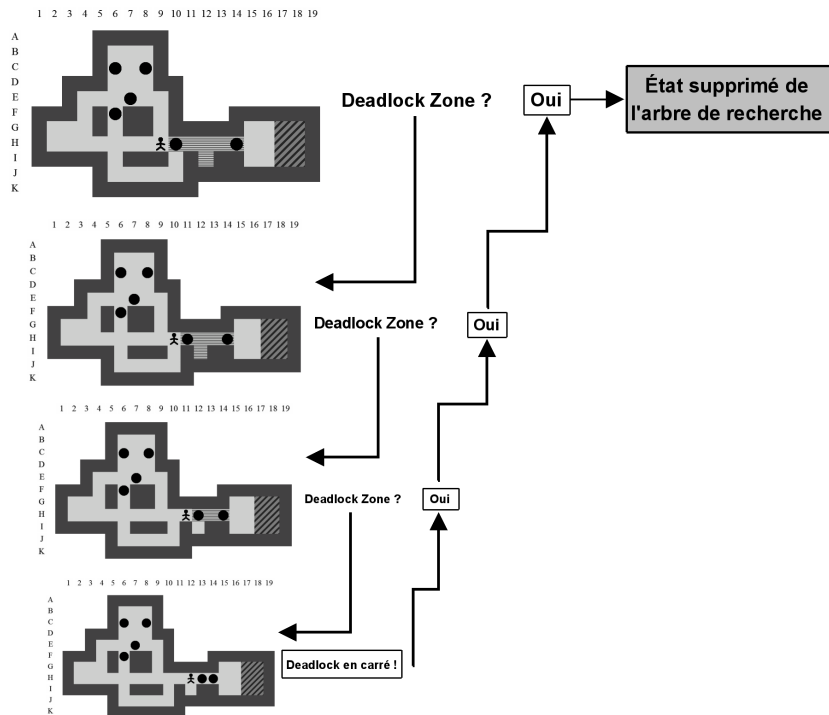 1 2 3 4 5 6 7 8 9 10 11 12 13 14 15 16 17 18 19
A
B
C
D
E
F
G
H
I
J
K
Deadlock Zone ?
Oui
État supprimé de
l'arbre de recherche
1 2 3 4 5 6 7 8 9 10 11 12 13 14 15 16 17 18 19
A
B
C
D
E
F
G
H
I
J
K
Deadlock Zone ?
Oui
1 2 3 4 5 6 7 8 9 10 11 12 13 14 15 16 17 18 19
A
B
C
D
E
F
G
H
I
J
K
Deadlock Zone ?
Oui
1 2 3 4 5 6 7 8 9 10 11 12 13 14 15 16 17 18 19
A
B
C
D
E
F
G
H
I
J
K
Deadlock en carré !